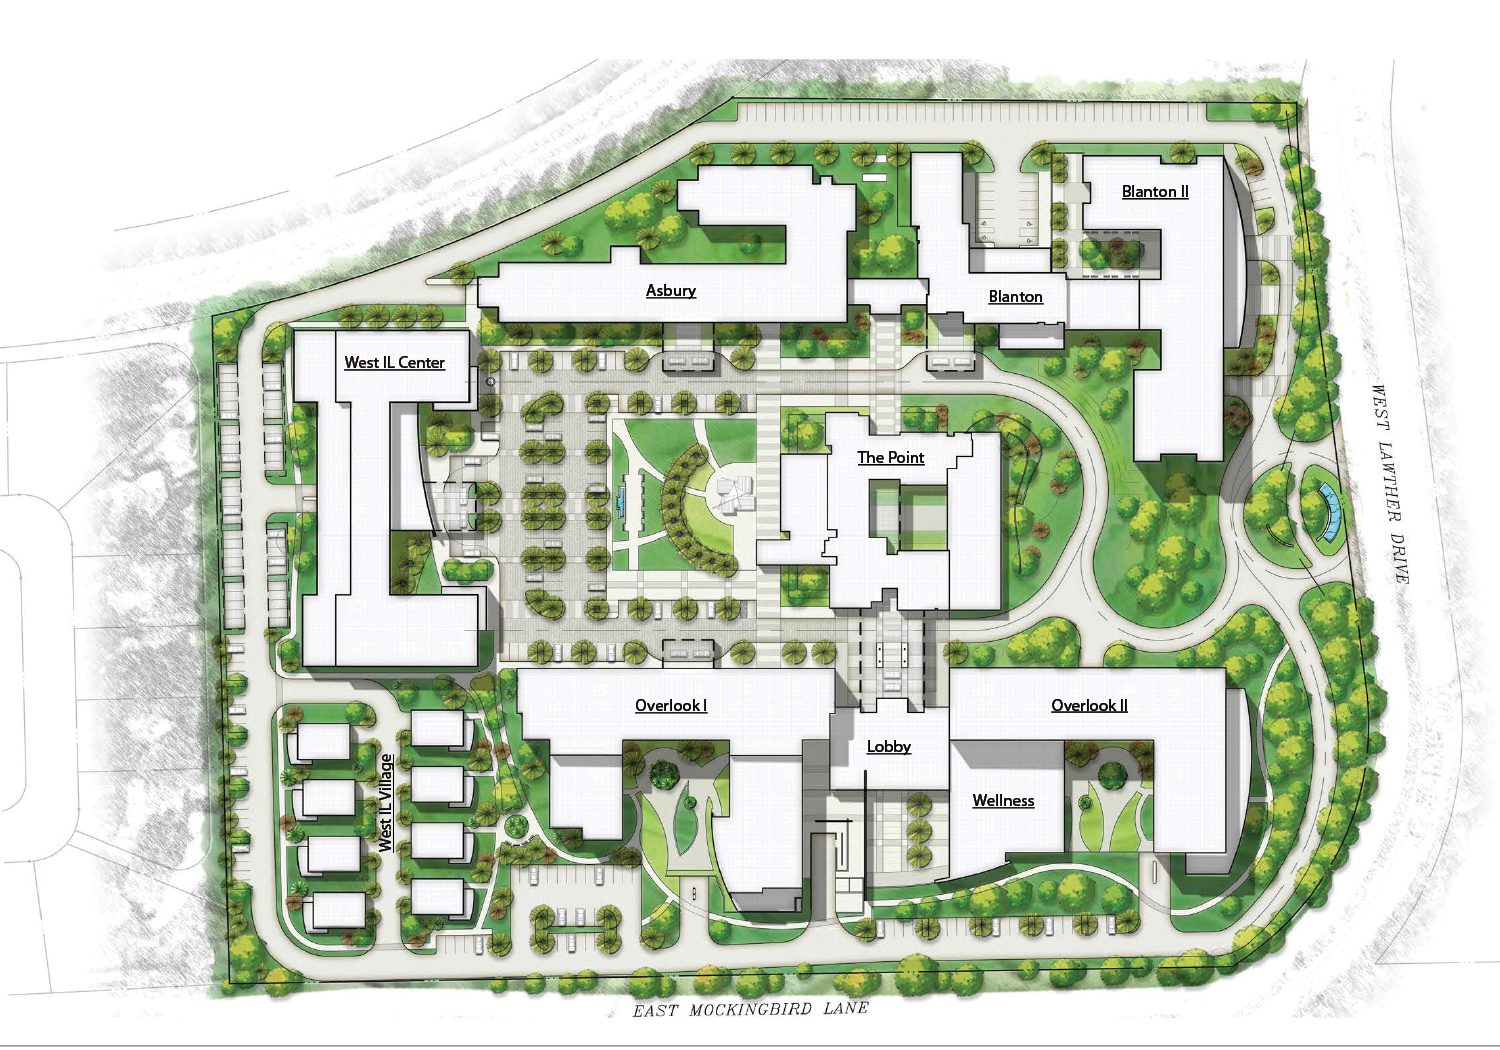 Blanton II
Asbury
Blanton
West IL Center
The Point
WEST LAWTHER DRIVE
Overlook I
Overlook II
Lobby
West IL Village
Wellness
EAST MOCKINGBIRD LANE